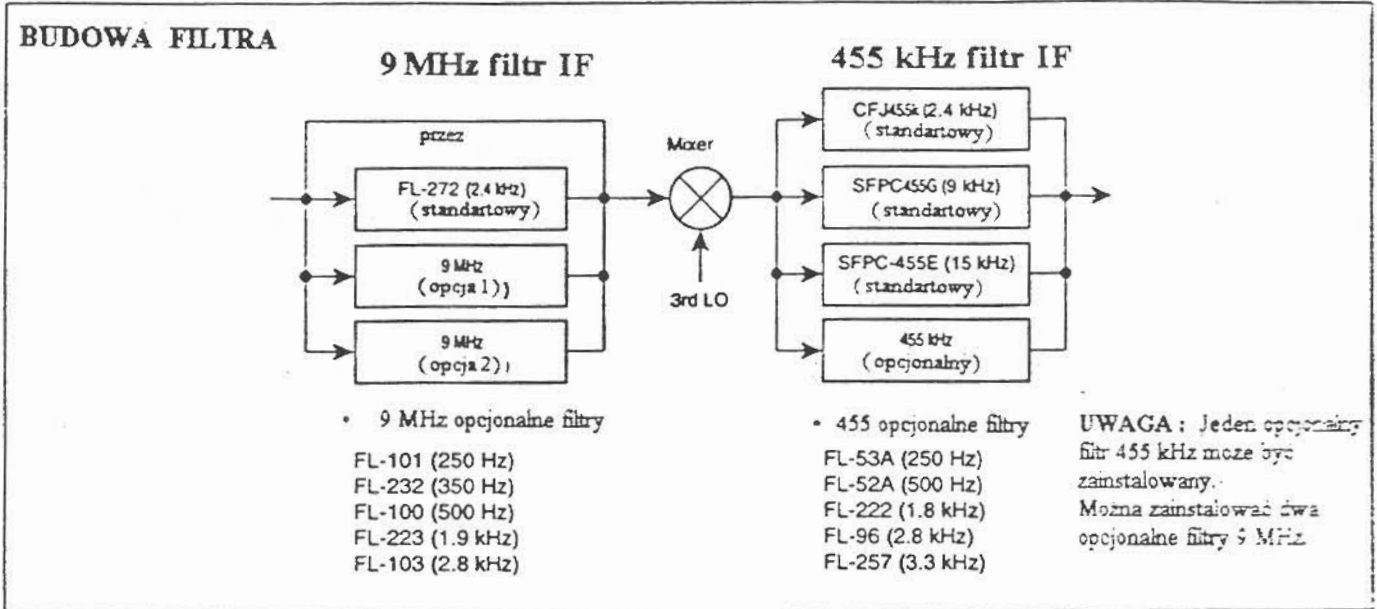 BUDOWA FILTRA
9 MHz filtr IF
przez
FL-272 (2.4 kHz)
(standartowy)
9 MHz
(opcja 1))
9 MHz
(opcja 2))
Mixer
3rd LO
455 kHz filtr IF
CFJ455k (2.4 kHz)
(standartowy)
SFPC455G (9 kHz)
(standartowy)
SFPC-455E (15 kHz)
(standartowy)
455 kHz
(opcjonalny)
• 9 MHz opcjonalne filtry
FL-101 (250 Hz)
FL-232 (350 Hz)
FL-100 (500 Hz)
FL-223 (1.9 kHz)
FL-103 (2.8 kHz)
• 455 opcjonalne filtry
FL-53A (250 Hz)
FL-52A (500 Hz)
FL-222 (1.8 kHz)
FL-96 (2.8 kHz)
FL-257 (3.3 kHz)
UWAGA : Jeden opcjonalny
filtr 455 kHz moze być
zainstalowany.
Można zainstalować dwa
opcjonalne filtry 9 MHz